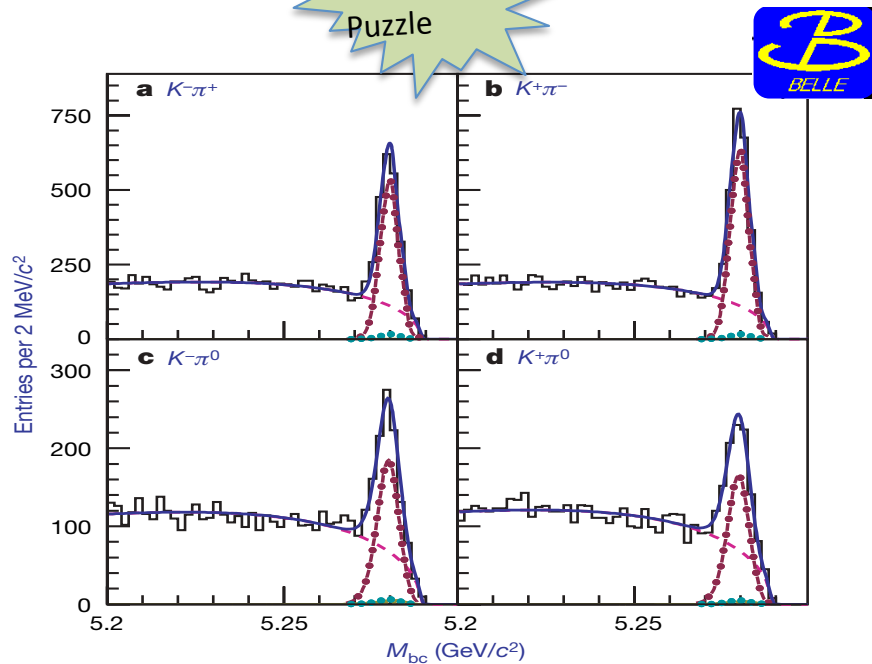 Puzzle
BELLE
a K⁻π⁺
b K⁺π⁻
750
500
250
0
c K⁻π⁰
d K⁺π⁰
300
200
100
0
5.2
5.25
5.2
5.25
Entries per 2 MeV/c²
M_bc (GeV/c²)